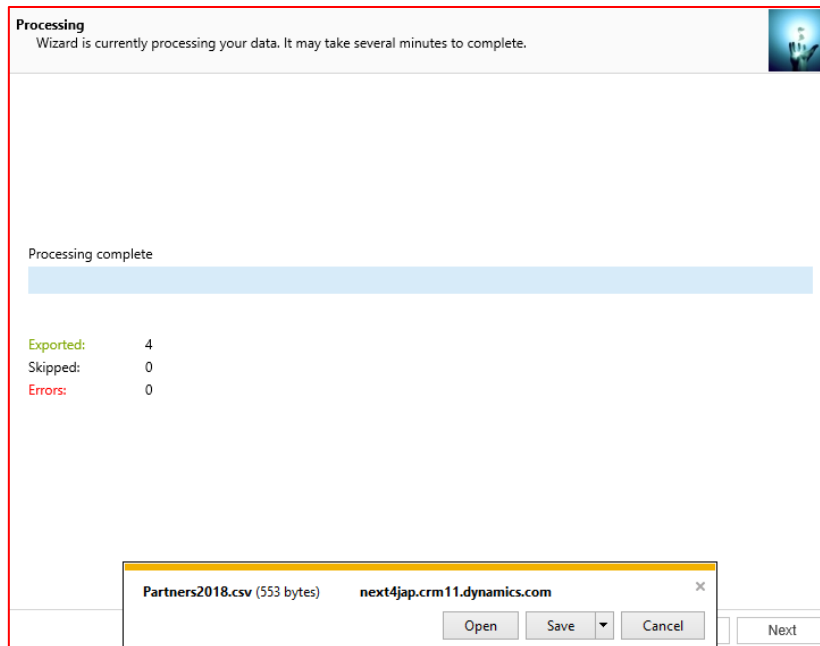 Processing
Wizard is currently processing your data. It may take several minutes to complete.
Processing complete
Exported: 4
Skipped: 0
Errors: 0
Partners2018.csv (553 bytes) next4jap.crm11.dynamics.com ×
Open Save Cancel
Next